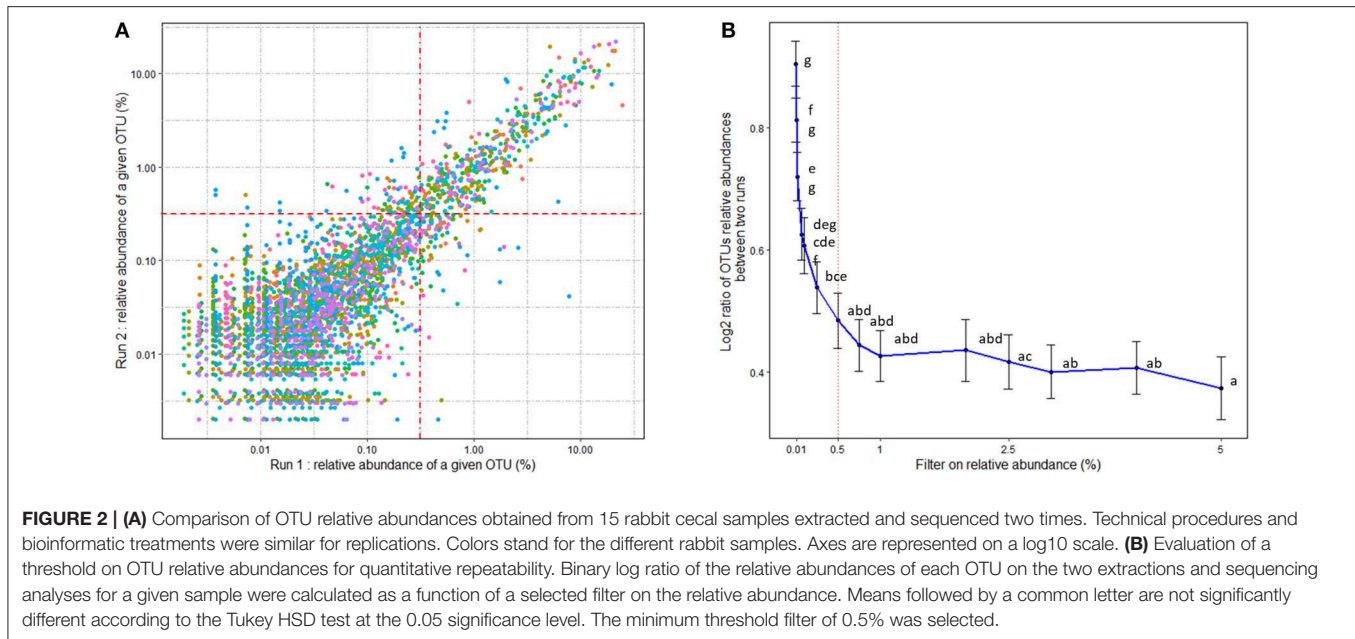 A
Run 2 : relative abundance of a given OTU (%)
10.00
1.00
0.10
0.01
0.01 0.10 1.00 10.00
Run 1 : relative abundance of a given OTU (%)
B
Log2 ratio of OTUs relative abundances
between two runs
0.8
0.6
0.4
g
f
g
e
g
deg
cde
f
bce
abd
abd
abd
abd
ac
ab
ab
a
0.01 0.5 1 2.5 5
Filter on relative abundance (%)
FIGURE 2 | (A) Comparison of OTU relative abundances obtained from 15 rabbit cecal samples extracted and sequenced two times. Technical procedures and
bioinformatic treatments were similar for replications. Colors stand for the different rabbit samples. Axes are represented on a log10 scale. (B) Evaluation of a
threshold on OTU relative abundances for quantitative repeatability. Binary log ratio of the relative abundances of each OTU on the two extractions and sequencing
analyses for a given sample were calculated as a function of a selected filter on the relative abundance. Means followed by a common letter are not significantly
different according to the Tukey HSD test at the 0.05 significance level. The minimum threshold filter of 0.5% was selected.